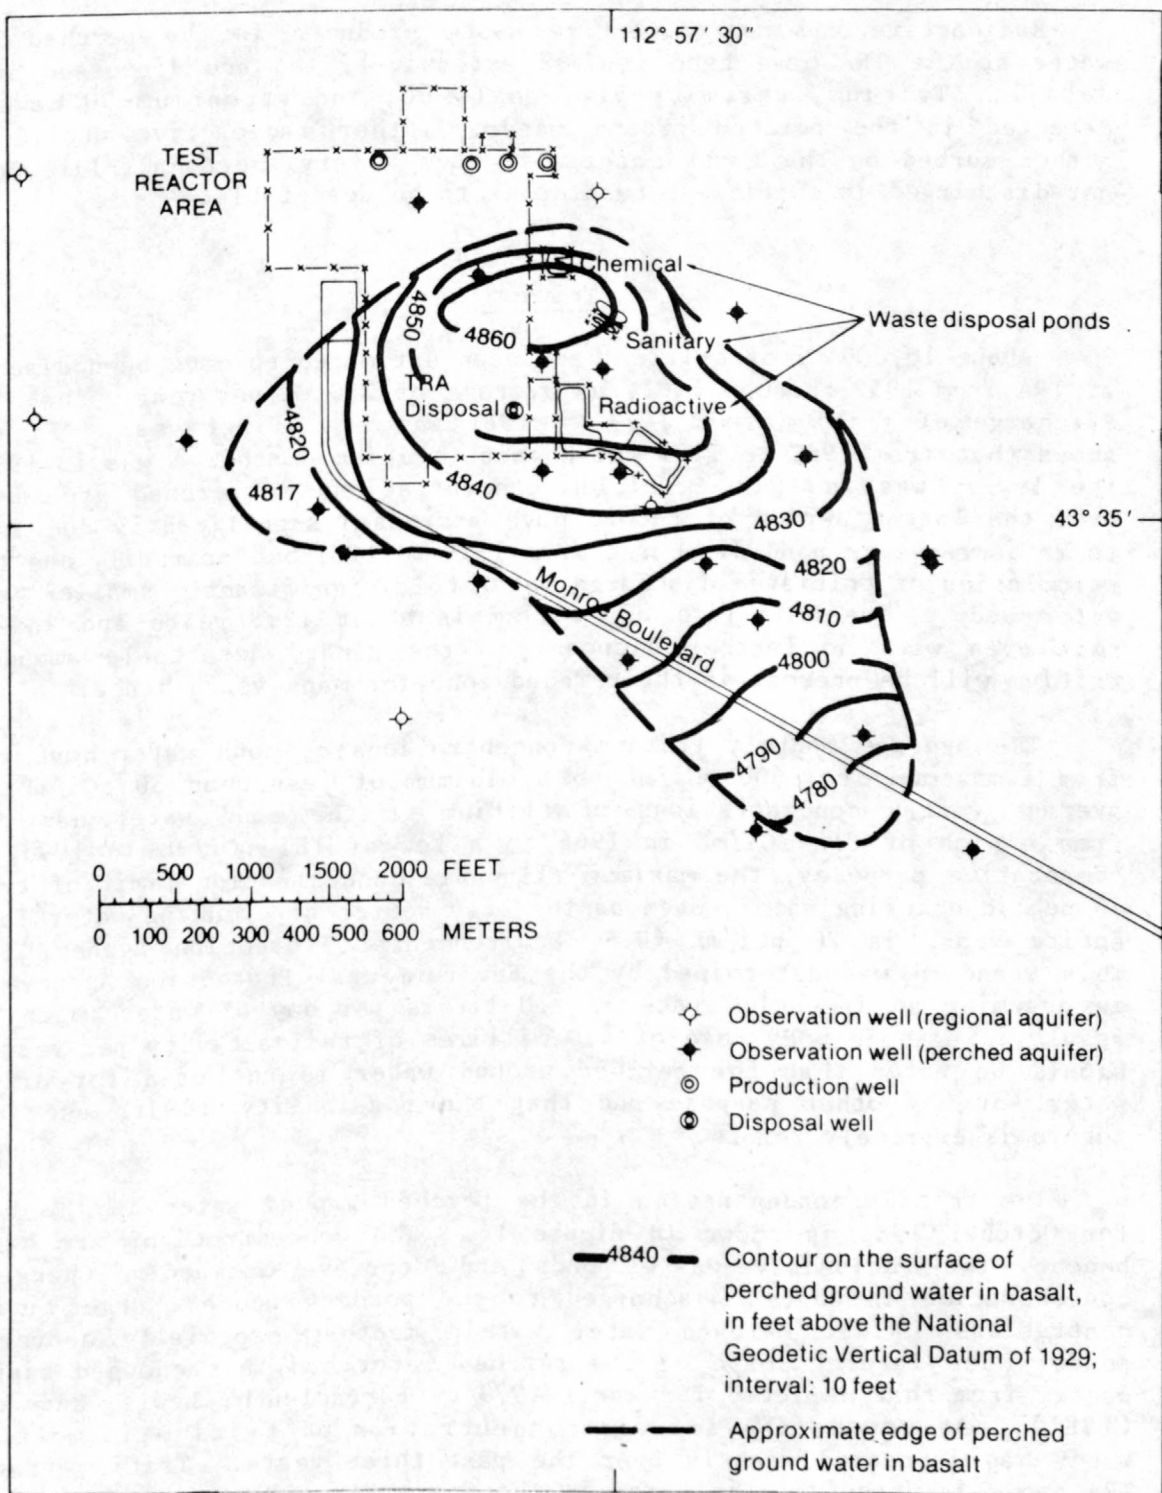 112° 57′ 30″
TEST
REACTOR
AREA
Chemical
4850
4860
Sanitary
Waste disposal ponds
TRA
Disposal
Radioactive
4820
4817
4840
4830
43° 35′
4820
Monroe Boulevard
4810
4800
4790
4780
0 500 1000 1500 2000 FEET
0 100 200 300 400 500 600 METERS
Observation well (regional aquifer)
Observation well (perched aquifer)
Production well
Disposal well
4840 Contour on the surface of
perched ground water in basalt,
in feet above the National
Geodetic Vertical Datum of 1929;
interval: 10 feet
Approximate edge of perched
ground water in basalt